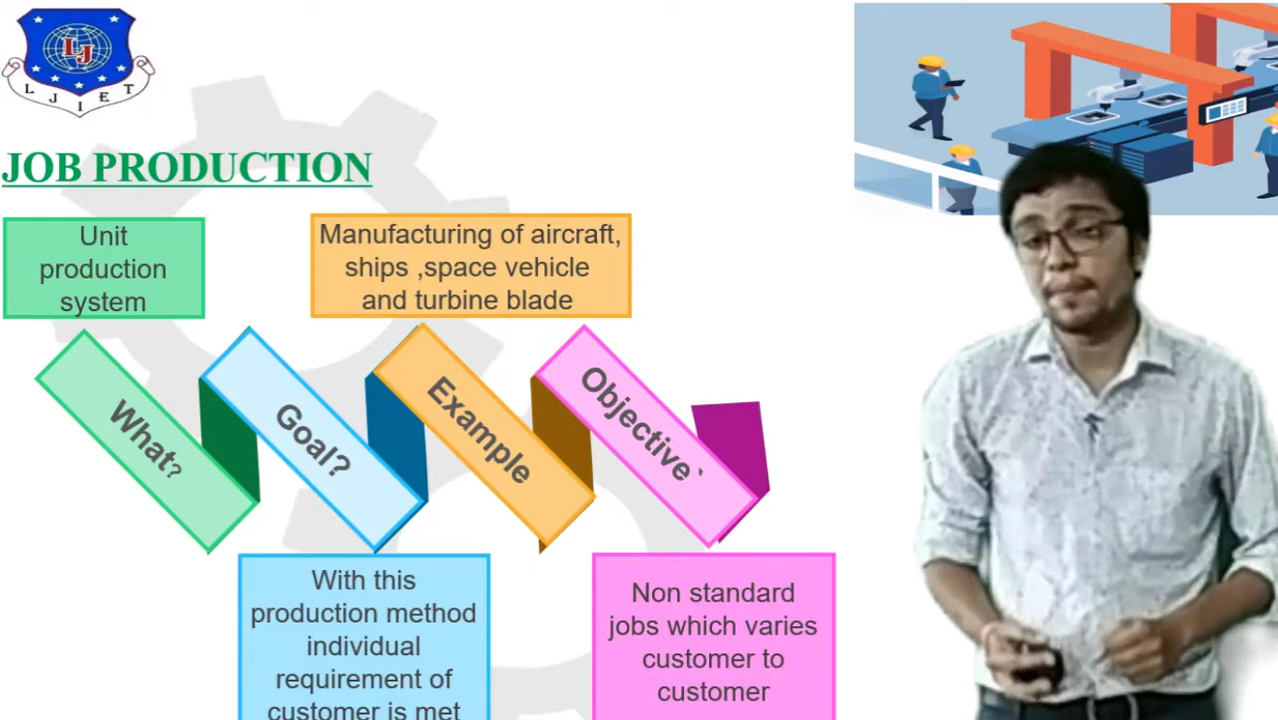 LJ
LJIET
JOB PRODUCTION
Unit
production
system
Manufacturing of aircraft,
ships ,space vehicle
and turbine blade
What?
Goal?
Example
Objective `
With this
production method
individual
requirement of
customer is met
Non standard
jobs which varies
customer to
customer